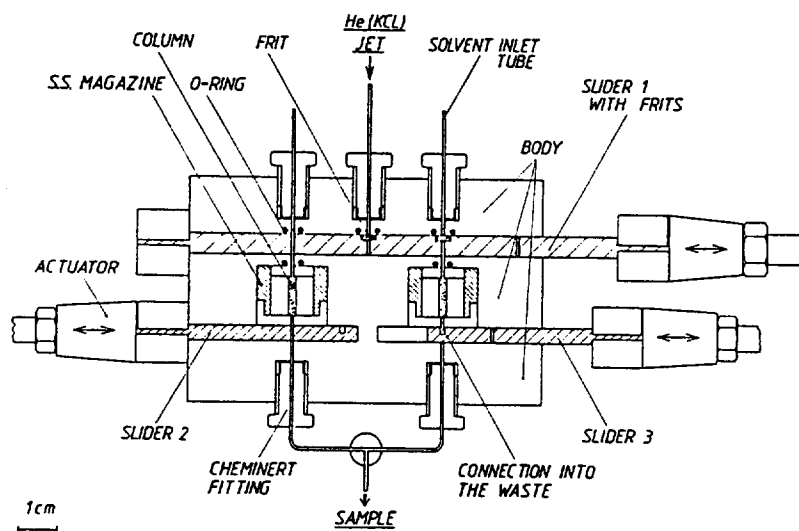 He(KCL)
JET
COLUMN
FRIT
SOLVENT INLET
TUBE
S.S. MAGAZINE
O-RING
SLIDER 1
WITH FRITS
BODY
ACTUATOR
SLIDER 2
SLIDER 3
CHEMINERT
FITTING
CONNECTION INTO
THE WASTE
SAMPLE
1cm